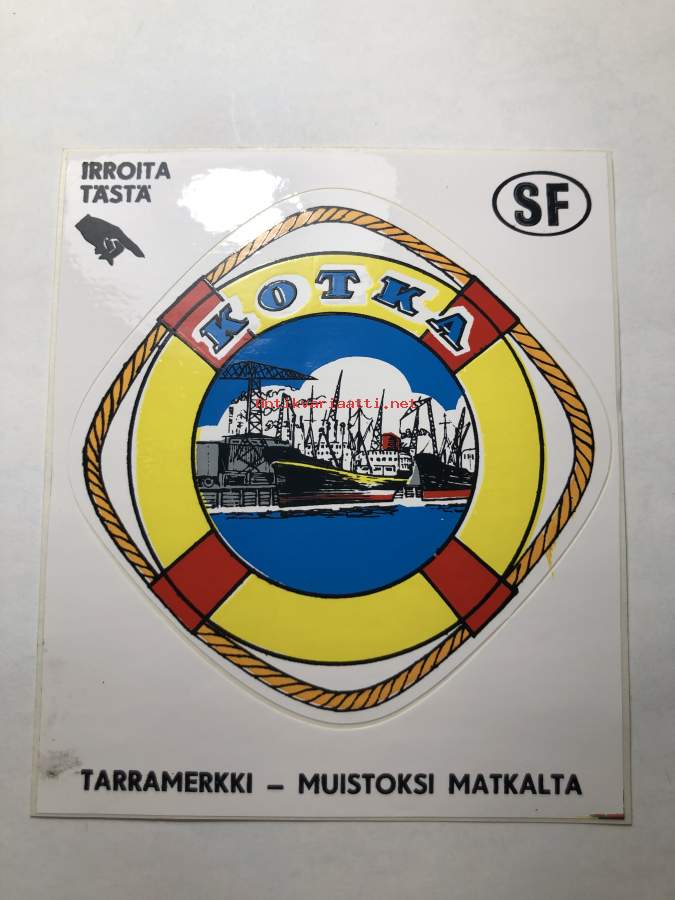 IRROITA
TÄSTÄ
SF
KOTKA
antikvariaatti.net
TARRAMERKKI – MUISTOKSI MATKALTA